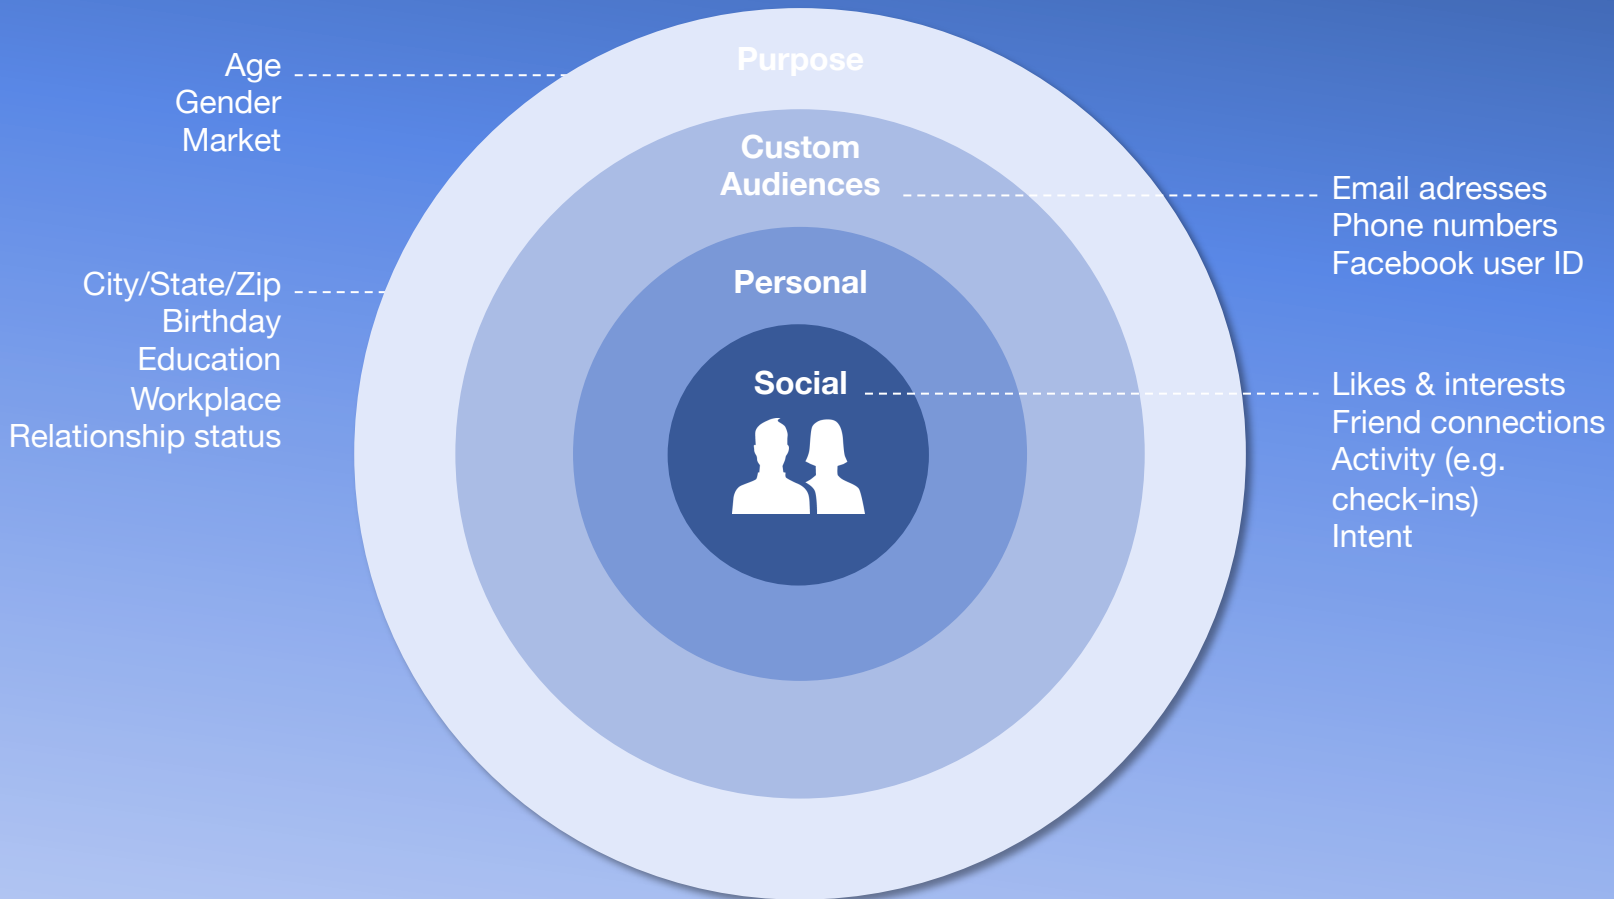 Purpose
Custom
Audiences
Personal
Social
Age
Gender
Market
City/State/Zip
Birthday
Education
Workplace
Relationship status
Email adresses
Phone numbers
Facebook user ID
Likes & interests
Friend connections
Activity (e.g.
check-ins)
Intent